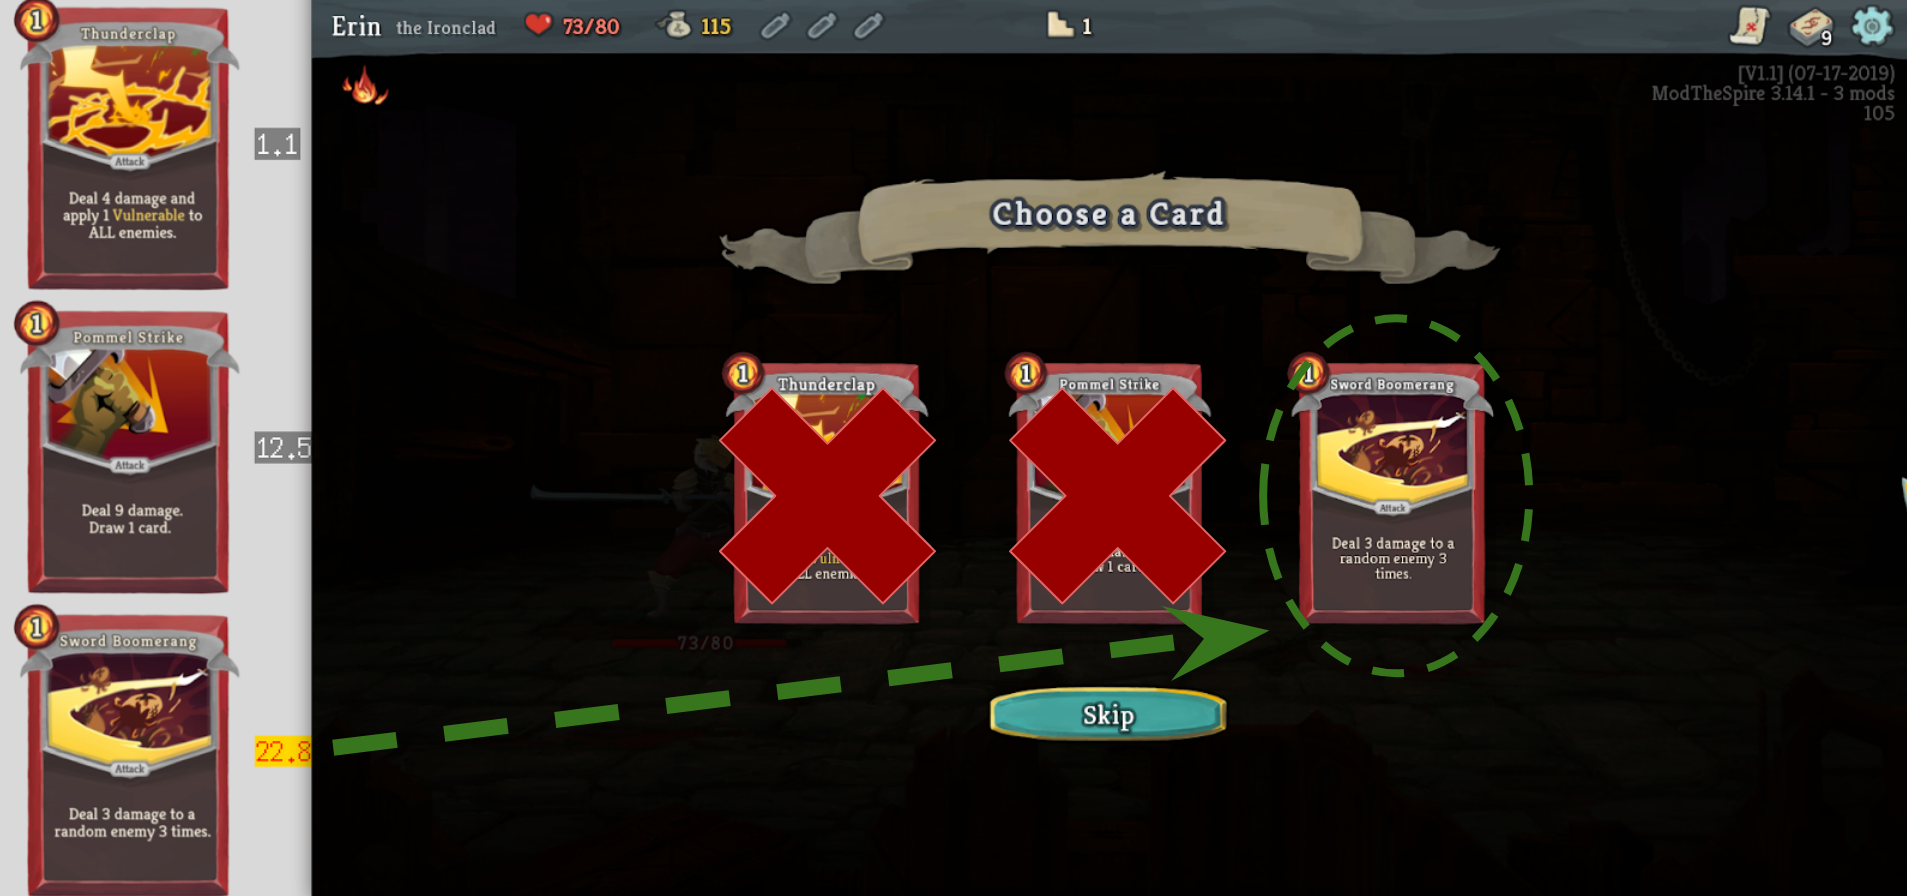 1
Thunderclap
Attack
Deal 4 damage and
apply 1 Vulnerable to
ALL enemies.
1.1
1
Pommel Strike
Attack
Deal 9 damage.
Draw 1 card.
12.5
1
Sword Boomerang
Attack
Deal 3 damage to a
random enemy 3 times.
22.8
Erin the Ironclad 73/80 115 1 9
[V1.1] (07-17-2019)
ModTheSpire 3.14.1 - 3 mods
105
Choose a Card
1
Thunderclap
1
Pommel Strike
1
Sword Boomerang
Attack
Deal 3 damage to a
random enemy 3
times.
73/80
Skip